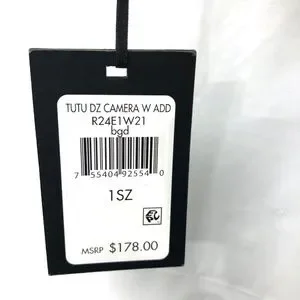 TUTU DZ CAMERA W ADD
R24E1W21
bgd
7 55404 92554 0
1SZ
MSRP $178.00